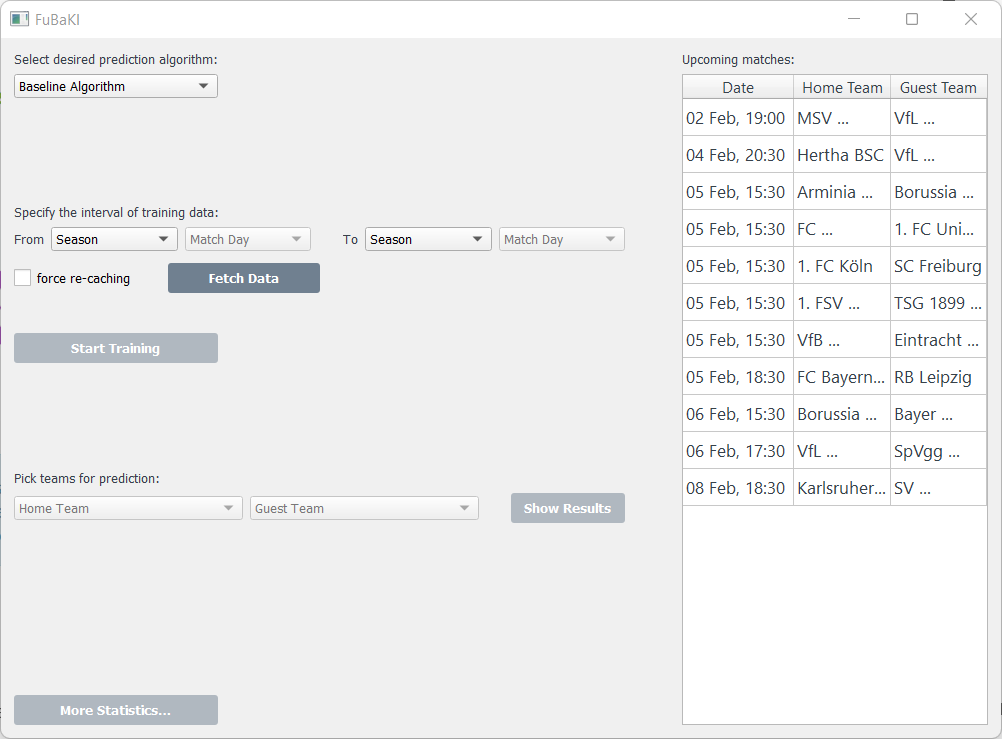 FuBaKI
Select desired prediction algorithm:
Baseline Algorithm
Specify the interval of training data:
From Season Match Day To Season Match Day
force re-caching Fetch Data
Start Training
Pick teams for prediction:
Home Team Guest Team Show Results
More Statistics...
Upcoming matches:
Date Home Team Guest Team
02 Feb, 19:00 MSV ... VfL ...
04 Feb, 20:30 Hertha BSC VfL ...
05 Feb, 15:30 Arminia ... Borussia ...
05 Feb, 15:30 FC ... 1. FC Uni...
05 Feb, 15:30 1. FC Köln SC Freiburg
05 Feb, 15:30 1. FSV ... TSG 1899 ...
05 Feb, 15:30 VfB ... Eintracht ...
05 Feb, 18:30 FC Bayern... RB Leipzig
06 Feb, 15:30 Borussia ... Bayer ...
06 Feb, 17:30 VfL ... SpVgg ...
08 Feb, 18:30 Karlsruher... SV ...